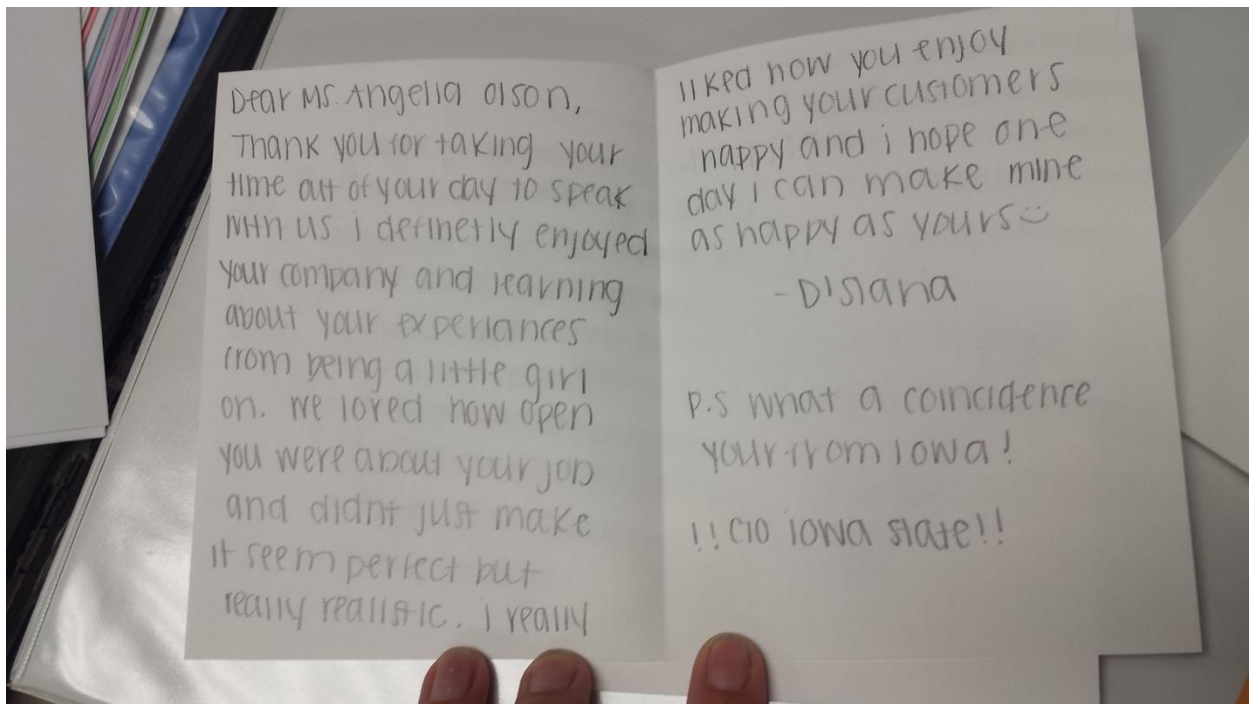 Dear Ms. Angelia Olson,
Thank you for taking your
time out of your day to speak
with us i definetly enjoyed
your company and learning
about your experiances
from being a little girl
on. We loved how open
you were about your job
and didnt just make
it seem perfect but
really realistic. i really
liked how you enjoy
making your customers
happy and i hope one
day i can make mine
as happy as yours
- D'Siana
P.S what a coincidence
your from iowa!
!! Go iowa state!!